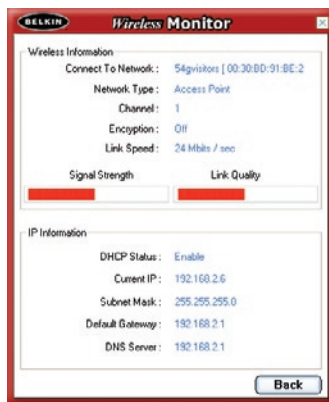 BELKIN Wireless Monitor
Wireless Information
Connect To Network : 54gvisitors [ 00:30:BD:91:BE:2
Network Type : Access Point
Channel : 1
Encryption : Off
Link Speed : 24 Mbits / sec
Signal Strength Link Quality
IP Information
DHCP Status : Enable
Current IP : 192.168.2.6
Subnet Mask : 255.255.255.0
Default Gateway : 192.168.2.1
DNS Server : 192.168.2.1
Back